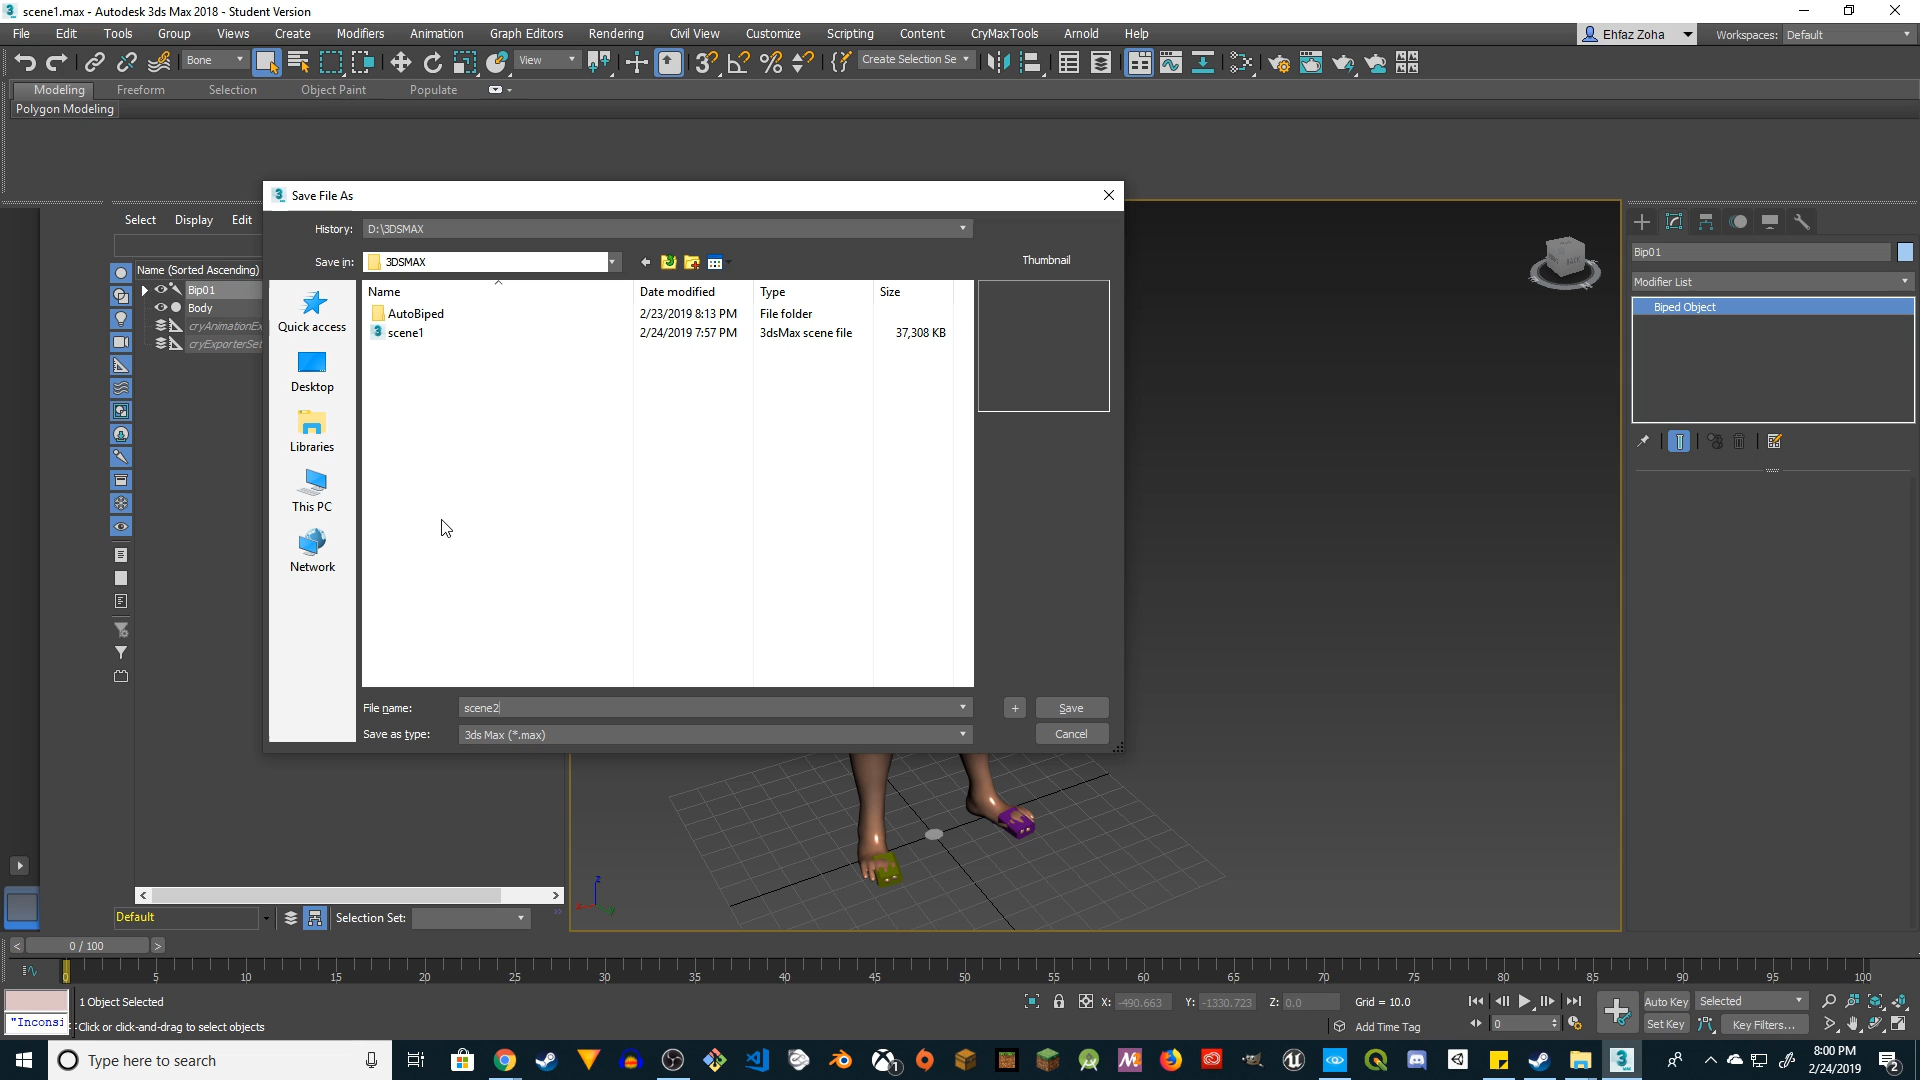 scene1.max - Autodesk 3ds Max 2018 - Student Version
File Edit Tools Group Views Create Modifiers Animation Graph Editors Rendering Civil View Customize Scripting Content CryMaxTools Arnold Help
Ehfaz Zoha Workspaces: Default
Bone View Create Selection Se
Modeling Freeform Selection Object Paint Populate
Polygon Modeling
Save File As
Select Display Edit
History: D:\3DSMAX
Save in: 3DSMAX
Thumbnail
Name (Sorted Ascending)
Bip01
Body
cryAnimationEx
cryExporterSet
Name Date modified Type Size
AutoBiped 2/23/2019 8:13 PM File folder
scene1 2/24/2019 7:57 PM 3dsMax scene file 37,308 KB
Quick access
Desktop
Libraries
This PC
Network
File name: scene2
Save
Save as type: 3ds Max (*.max)
Cancel
Bip01
Modifier List
Biped Object
BACK
z
x
y
Default Selection Set:
0 / 100
0 5 10 15 20 25 30 35 40 45 50 55 60 65 70 75 80 85 90 95 100
1 Object Selected
X: -490.663 Y: -1330.723 Z: 0.0 Grid = 10.0
Auto Key Selected
"Inconsi
Click or click-and-drag to select objects
Add Time Tag
0
Set Key Key Filters...
Type here to search
8:00 PM
2/24/2019
2